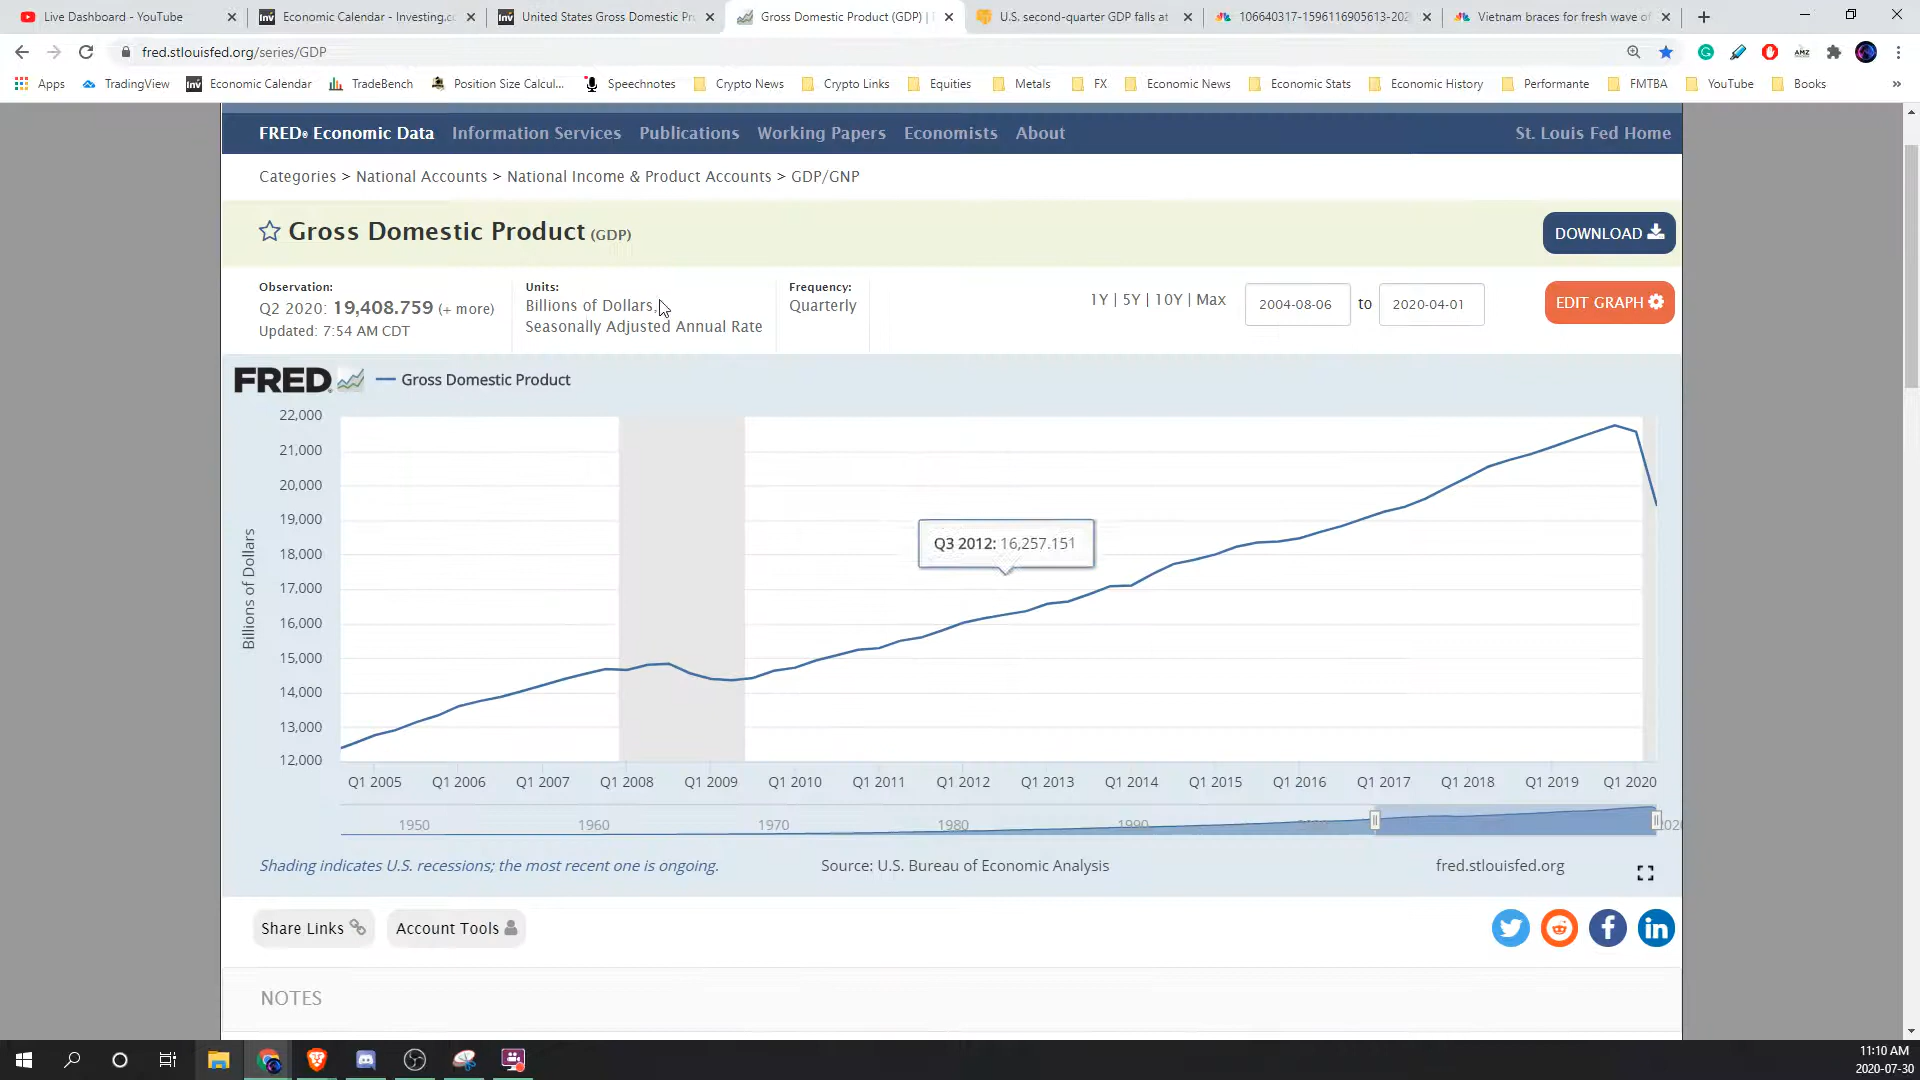 Live Dashboard - YouTube
Economic Calendar - Investing.c
United States Gross Domestic Pr
Gross Domestic Product (GDP) |
U.S. second-quarter GDP falls at
106640317-1596116905613-202
Vietnam braces for fresh wave of
fred.stlouisfed.org/series/GDP
Apps TradingView Economic Calendar TradeBench Position Size Calcul... Speechnotes Crypto News Crypto Links Equities Metals FX Economic News Economic Stats Economic History Performante FMTBA YouTube Books »
FRED® Economic Data Information Services Publications Working Papers Economists About St. Louis Fed Home
Categories > National Accounts > National Income & Product Accounts > GDP/GNP
Gross Domestic Product (GDP)
DOWNLOAD
Observation:
Q2 2020: 19,408.759 (+ more)
Updated: 7:54 AM CDT
Units:
Billions of Dollars,
Seasonally Adjusted Annual Rate
Frequency:
Quarterly
1Y | 5Y | 10Y | Max 2004-08-06 to 2020-04-01
EDIT GRAPH
FRED Gross Domestic Product
22,000
21,000
20,000
19,000
18,000
17,000
16,000
15,000
14,000
13,000
12,000
Billions of Dollars
Q3 2012: 16,257.151
Q1 2005 Q1 2006 Q1 2007 Q1 2008 Q1 2009 Q1 2010 Q1 2011 Q1 2012 Q1 2013 Q1 2014 Q1 2015 Q1 2016 Q1 2017 Q1 2018 Q1 2019 Q1 2020
1950 1960 1970 1980 1990
Shading indicates U.S. recessions; the most recent one is ongoing.
Source: U.S. Bureau of Economic Analysis
fred.stlouisfed.org
Share Links
Account Tools
NOTES
11:10 AM
2020-07-30